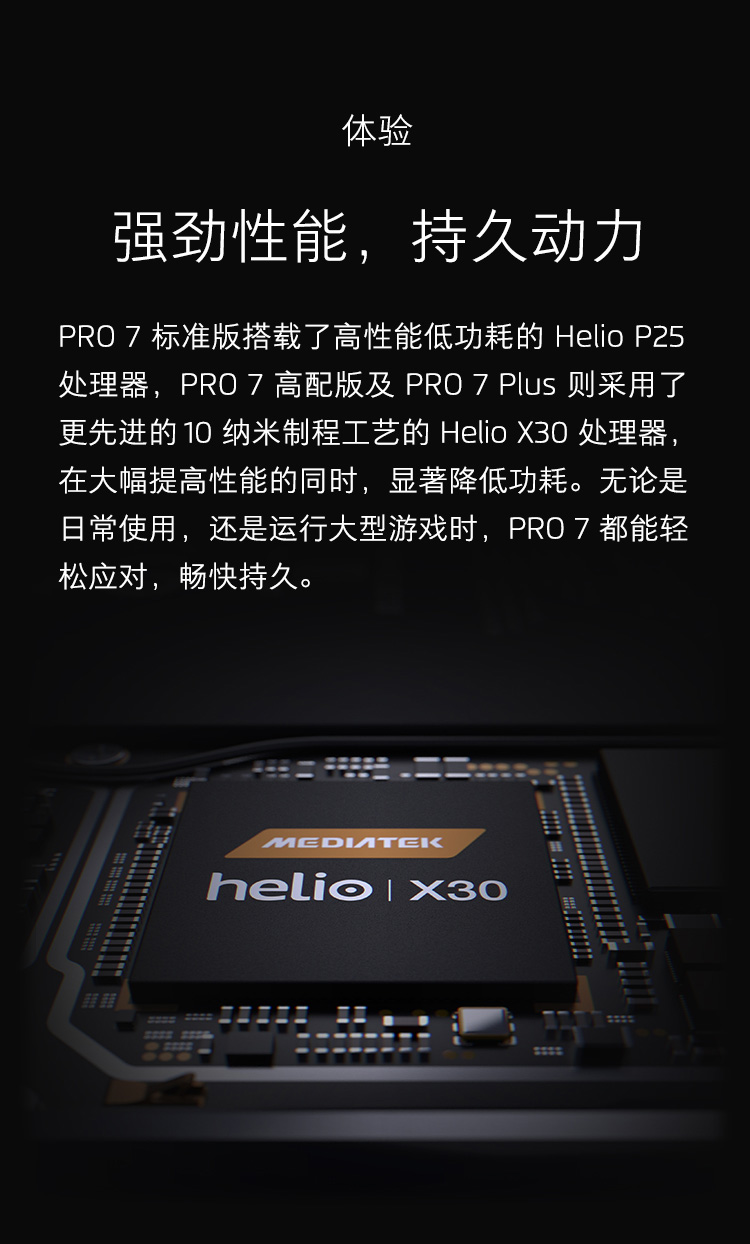 体验
强劲性能，持久动力
PRO 7 标准版搭载了高性能低功耗的 Helio P25
处理器，PRO 7 高配版及 PRO 7 Plus 则采用了
更先进的 10 纳米制程工艺的 Helio X30 处理器，
在大幅提高性能的同时，显著降低功耗。无论是
日常使用，还是运行大型游戏时，PRO 7 都能轻
松应对，畅快持久。
MEDIATEK
helio | X30